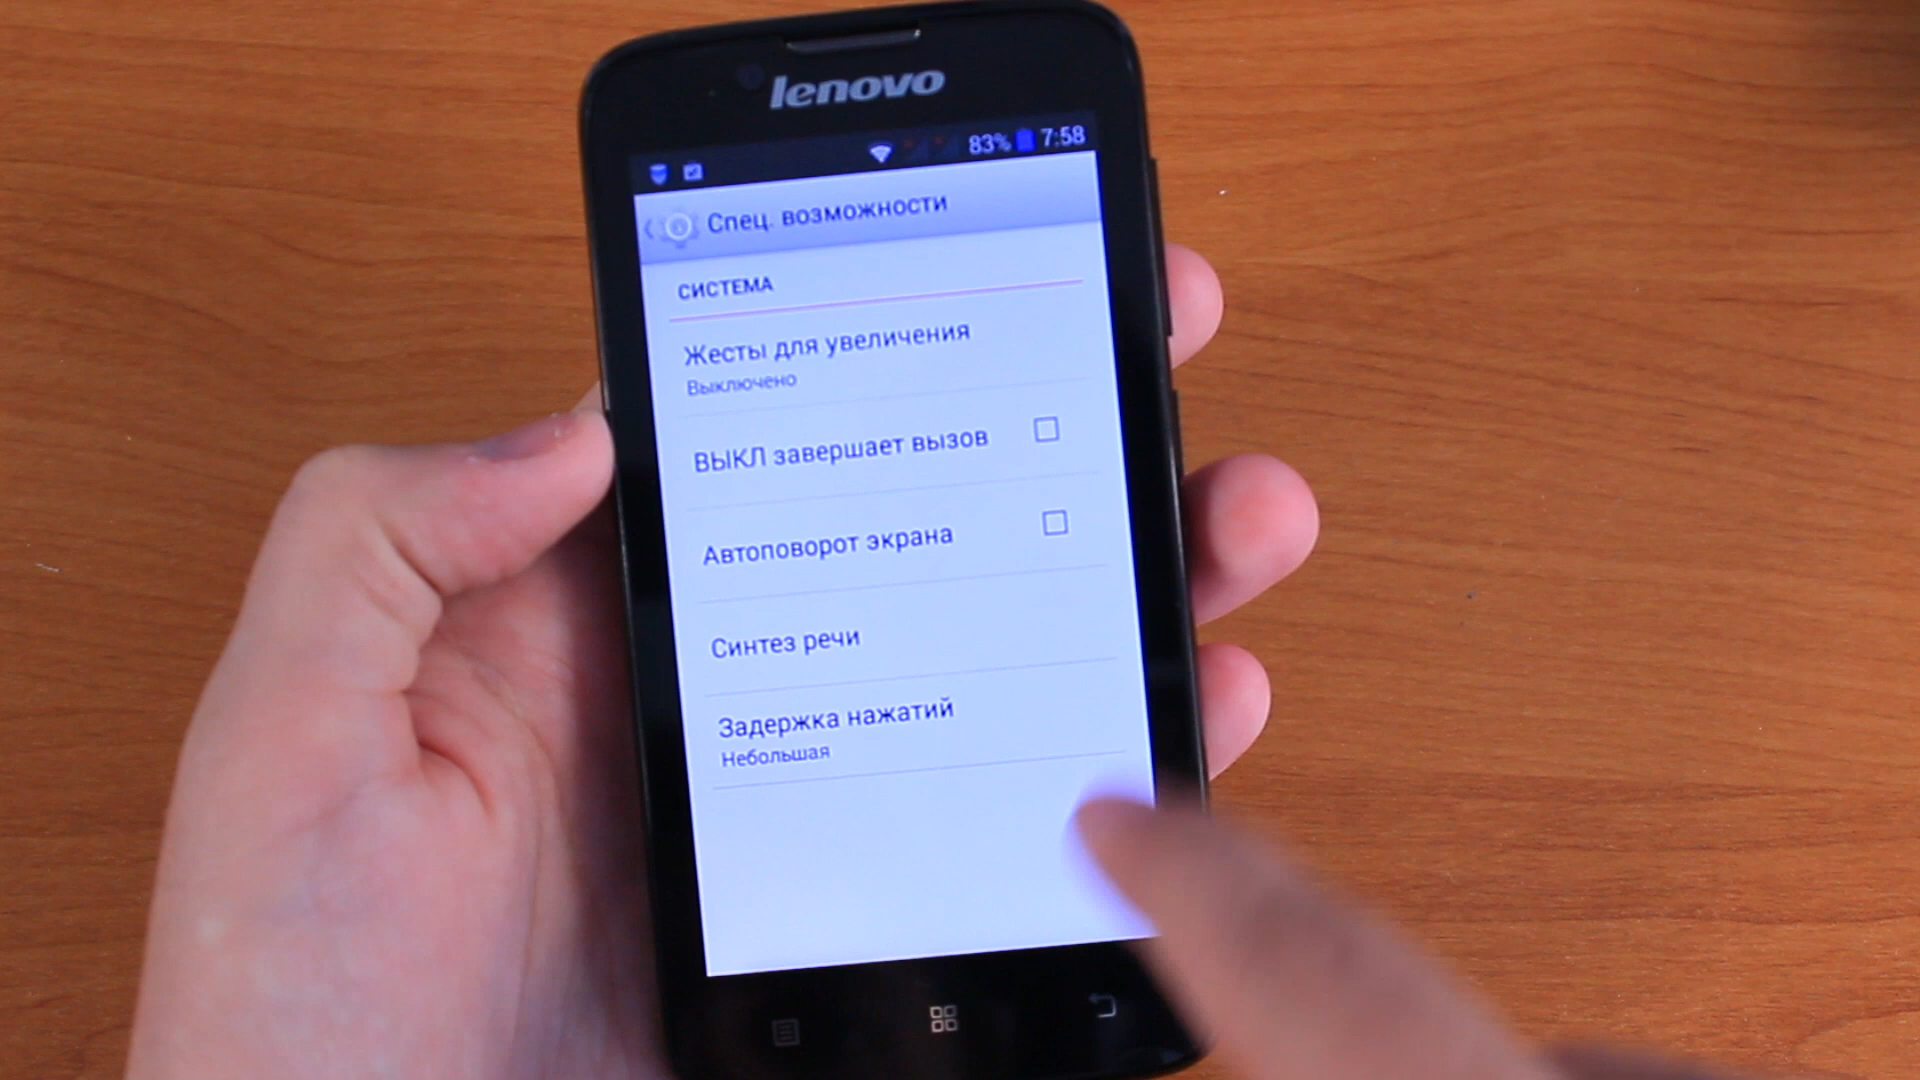 lenovo
83% 7:58
Спец. возможности
СИСТЕМА
Жесты для увеличения
Выключено
ВЫКЛ завершает вызов
Автоповорот экрана
Синтез речи
Задержка нажатий
Небольшая